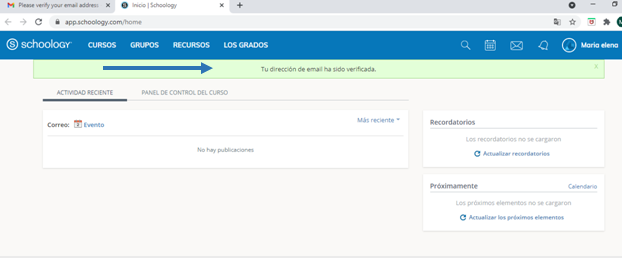 Please verify your email address
Inicio | Schoology
app.schoology.com/home
schoology
CURSOS GRUPOS RECURSOS LOS GRADOS
Maria elena
Tu dirección de email ha sido verificada.
ACTIVIDAD RECIENTE PANEL DE CONTROL DEL CURSO
Correo: Evento
Más reciente
No hay publicaciones
Recordatorios
Los recordatorios no se cargaron
Actualizar recordatorios
Próximamente Calendario
Los próximos elementos no se cargaron
Actualizar los próximos elementos